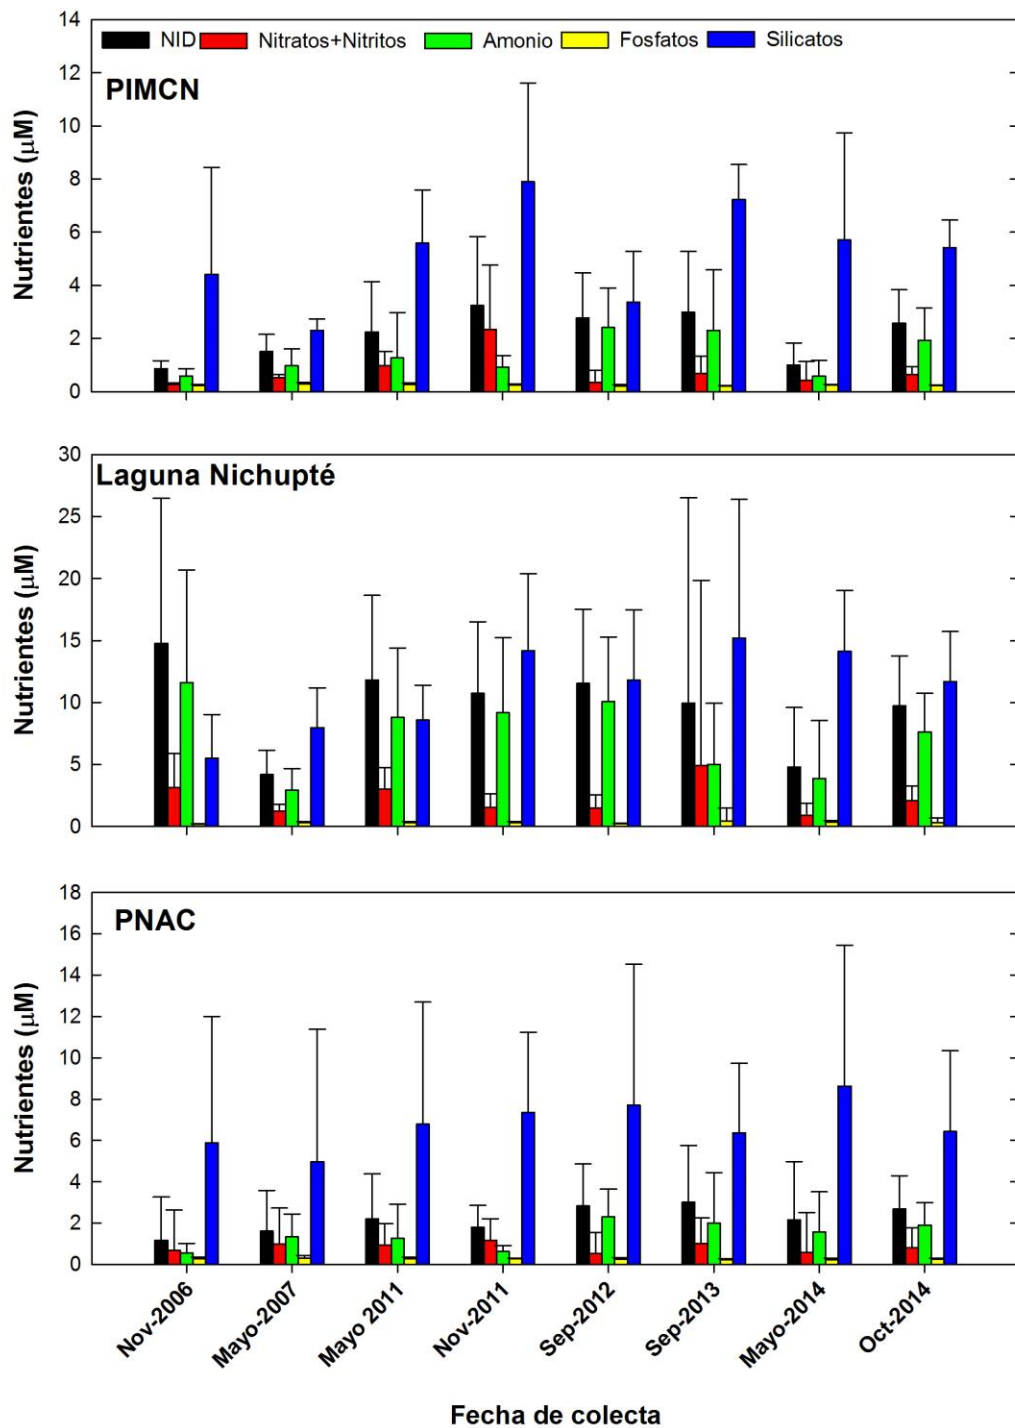 NID Nitratos+Nitritos Amonio Fosfatos Silicatos
PIMCN
Nutrientes (μM)
14
12
10
8
6
4
2
0
Laguna Nichupté
Nutrientes (μM)
30
25
20
15
10
5
0
PNAC
Nutrientes (μM)
18
16
14
12
10
8
6
4
2
0
Nov-2006
Mayo-2007
Mayo 2011
Nov-2011
Sep-2012
Sep-2013
Mayo-2014
Oct-2014
Fecha de colecta